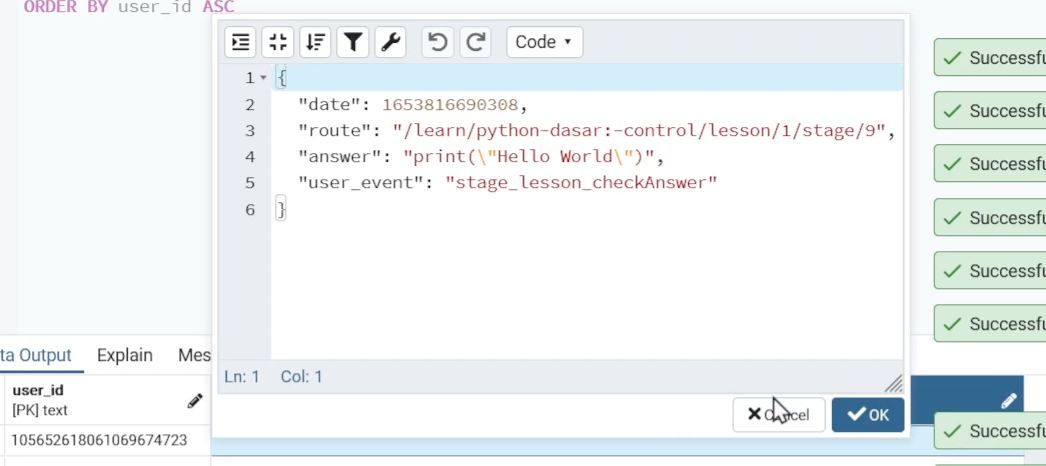 ORDER BY user_id ASC
Code
1 {
2 "date": 1653816690308,
3 "route": "/learn/python-dasar:-control/lesson/1/stage/9",
4 "answer": "print(\"Hello World\")",
5 "user_event": "stage_lesson_checkAnswer"
6 }
Ln: 1 Col: 1
Cancel
OK
ta Output Explain Mes
user_id
[PK] text
105652618061069674723
Successfu
Successfu
Successfu
Successfu
Successfu
Successfu
Successfu